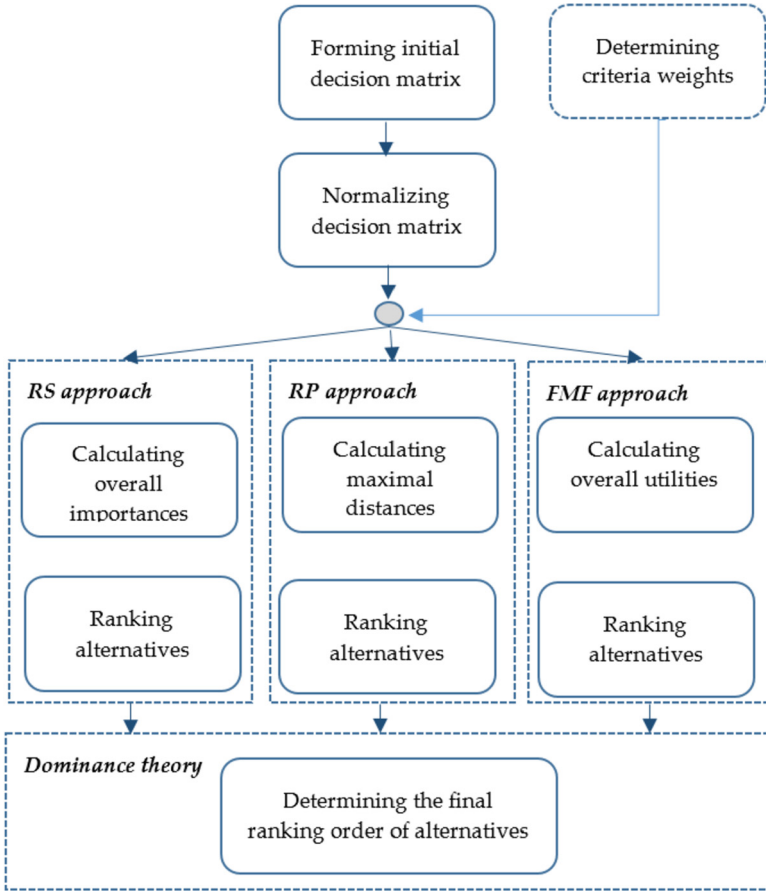 Forming initial
decision matrix
Determining
criteria weights
Normalizing
decision matrix
RS approach
Calculating
overall
importances
Ranking
alternatives
RP approach
Calculating
maximal
distances
Ranking
alternatives
FMF approach
Calculating
overall utilities
Ranking
alternatives
Dominance theory
Determining the final
ranking order of alternatives